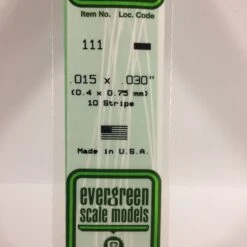 Item No. Loc. Code
111
.015 x .030"
(0.4 x 0.75 mm)
10 Strips
Made in U.S.A.
evergreen
scale models